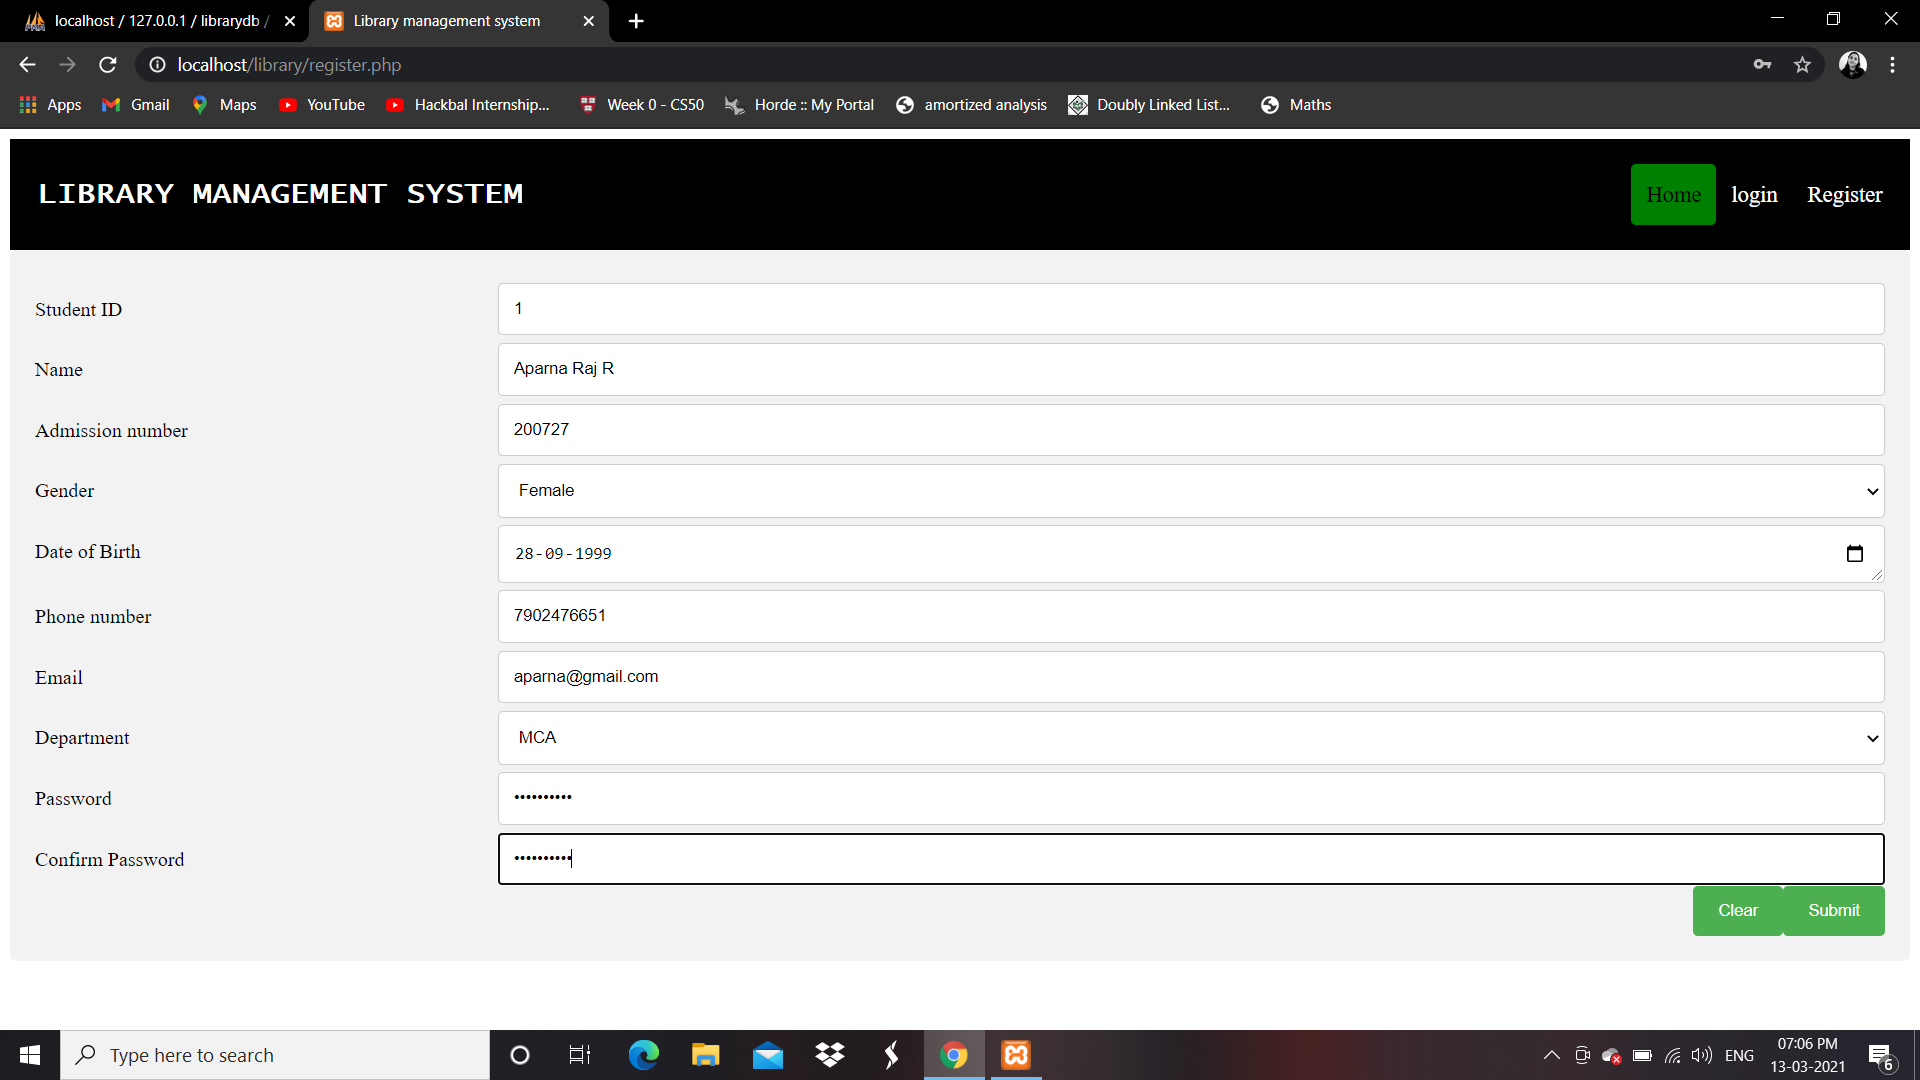 localhost / 127.0.0.1 / librarydb /
Library management system
localhost/library/register.php
Apps
Gmail
Maps
YouTube
Hackbal Internship...
Week 0 - CS50
Horde :: My Portal
amortized analysis
Doubly Linked List...
Maths
LIBRARY MANAGEMENT SYSTEM
Home
login
Register
Student ID
1
Name
Aparna Raj R
Admission number
200727
Gender
Female
Date of Birth
28-09-1999
Phone number
7902476651
Email
aparna@gmail.com
Department
MCA
Password
••••••••••
Confirm Password
••••••••••
Clear
Submit
Type here to search
ENG
07:06 PM
13-03-2021
6